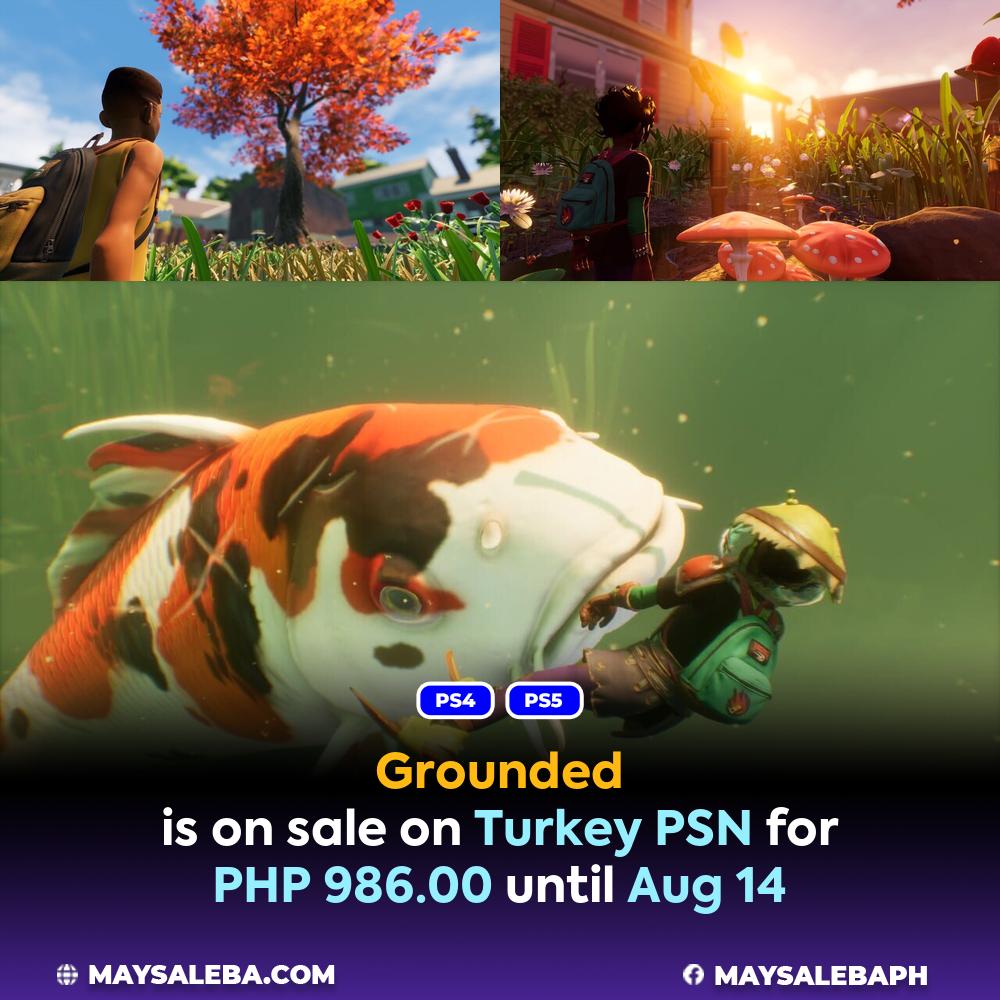 PS4 PS5
Grounded
is on sale on Turkey PSN for
PHP 986.00 until Aug 14
MAYSALEBA.COM MAYSALEBAPH